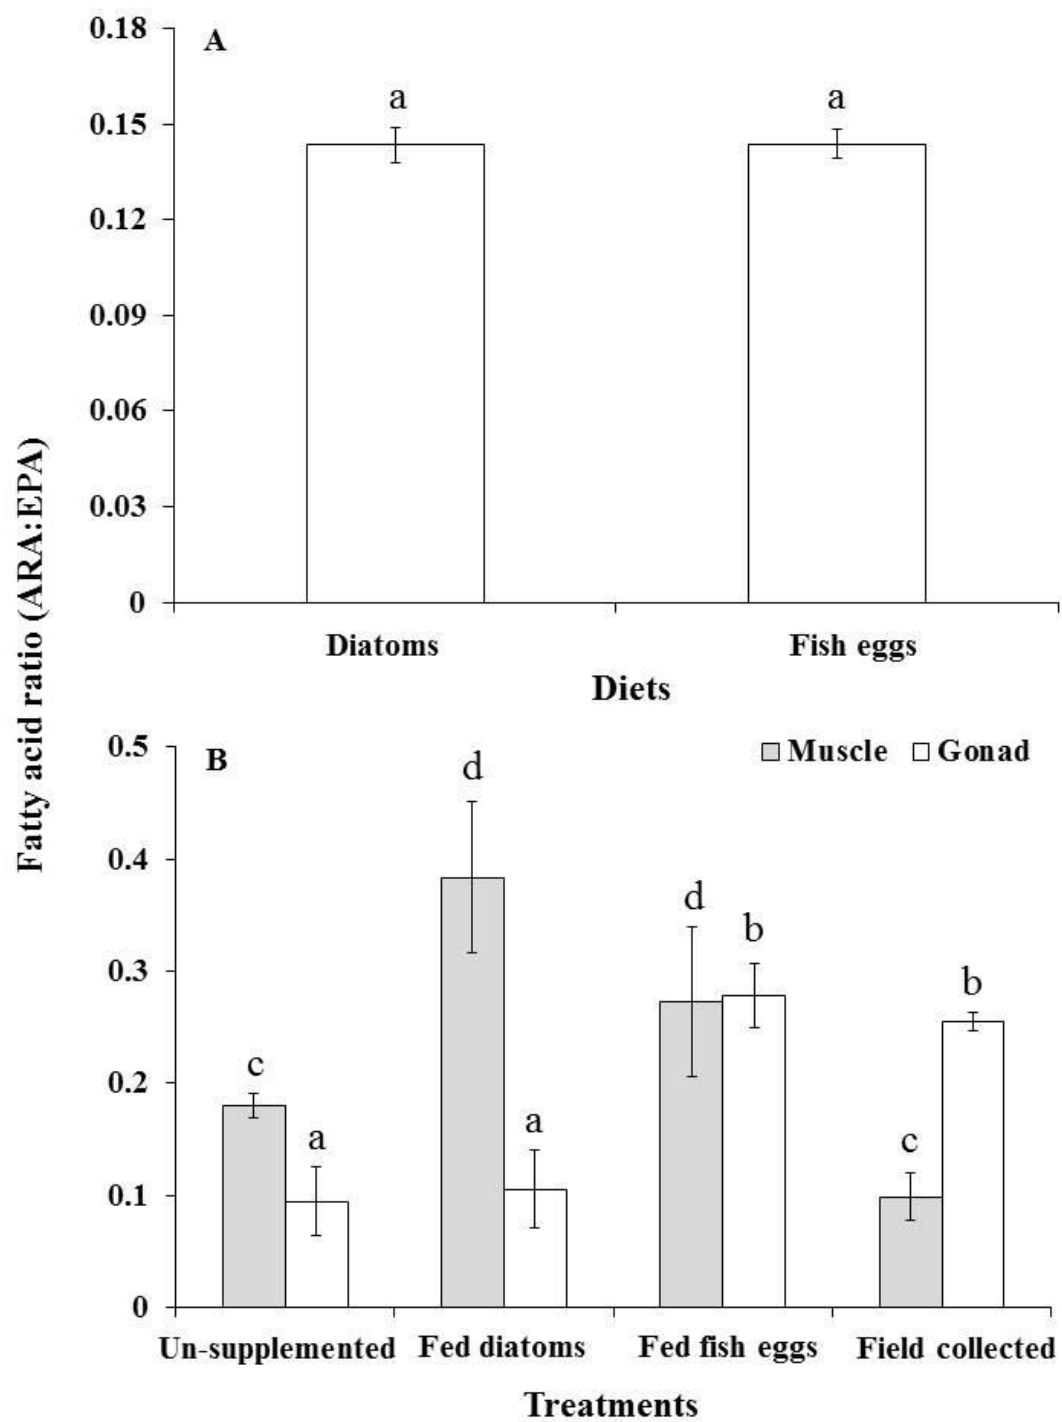 Fatty acid ratio (ARA:EPA)
A
0.18
0.15
0.12
0.09
0.06
0.03
0
a
a
Diatoms
Fish eggs
Diets
B
Muscle
Gonad
0.5
0.4
0.3
0.2
0.1
0
c
a
d
a
d
b
c
b
Un-supplemented
Fed diatoms
Fed fish eggs
Field collected
Treatments